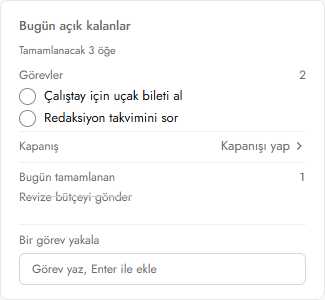 Bugün açık kalanlar
Tamamlanacak 3 öğe
Görevler 2
Çalıştay için uçak bileti al
Redaksiyon takvimini sor
Kapanış Kapanışı yap >
Bugün tamamlanan 1
Revize bütçeyi gönder
Bir görev yakala
Görev yaz, Enter ile ekle